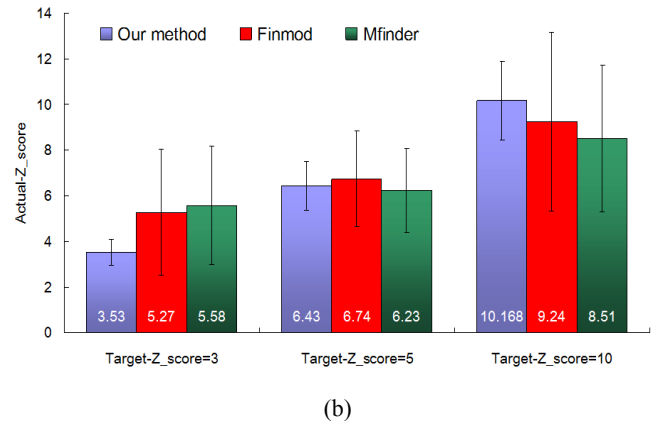 Our method Finmod Mfinder
Actual-Z_score
14
12
10
8
6
4
2
0
3.53 5.27 5.58 6.43 6.74 6.23 10.168 9.24 8.51
Target-Z_score=3 Target-Z_score=5 Target-Z_score=10
(b)